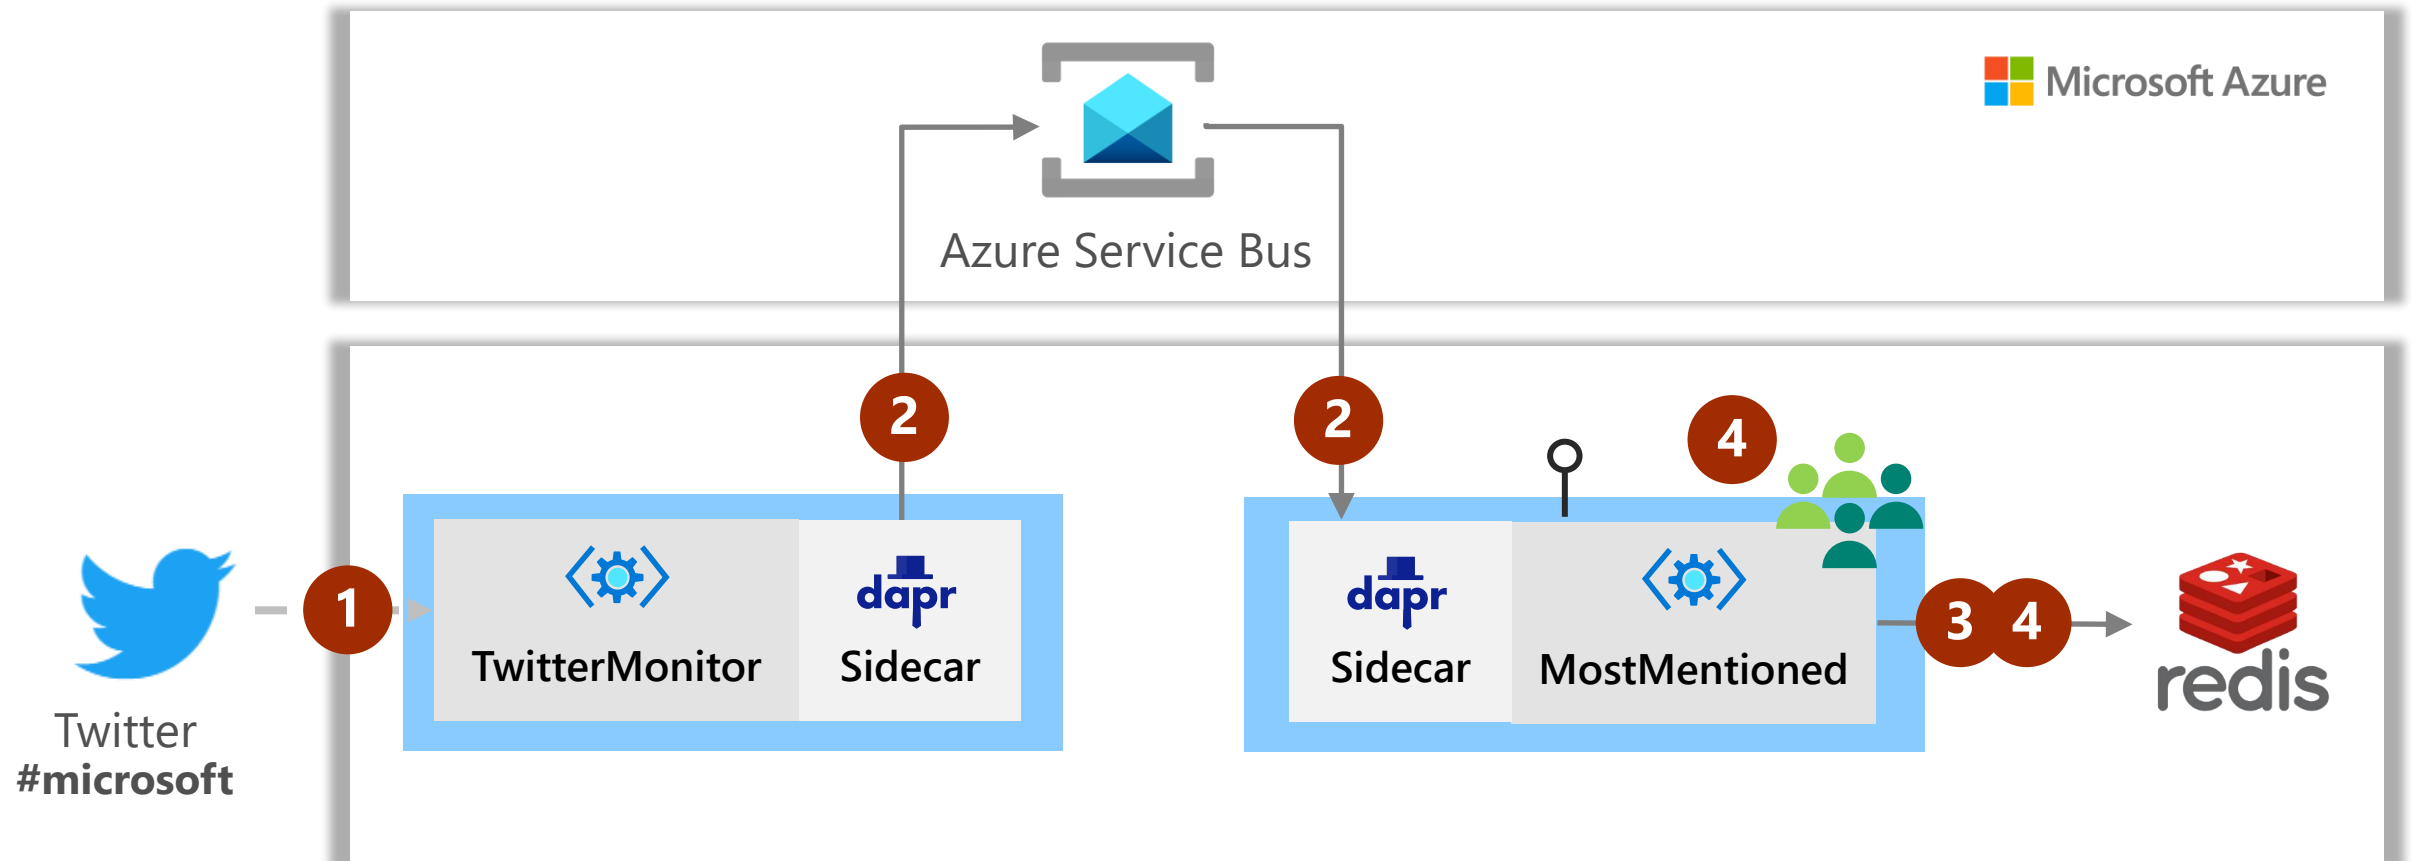 Microsoft Azure
Azure Service Bus
2
2
4
1
dapr
dapr
3
4
TwitterMonitor
Sidecar
Sidecar
MostMentioned
redis
Twitter
#microsoft